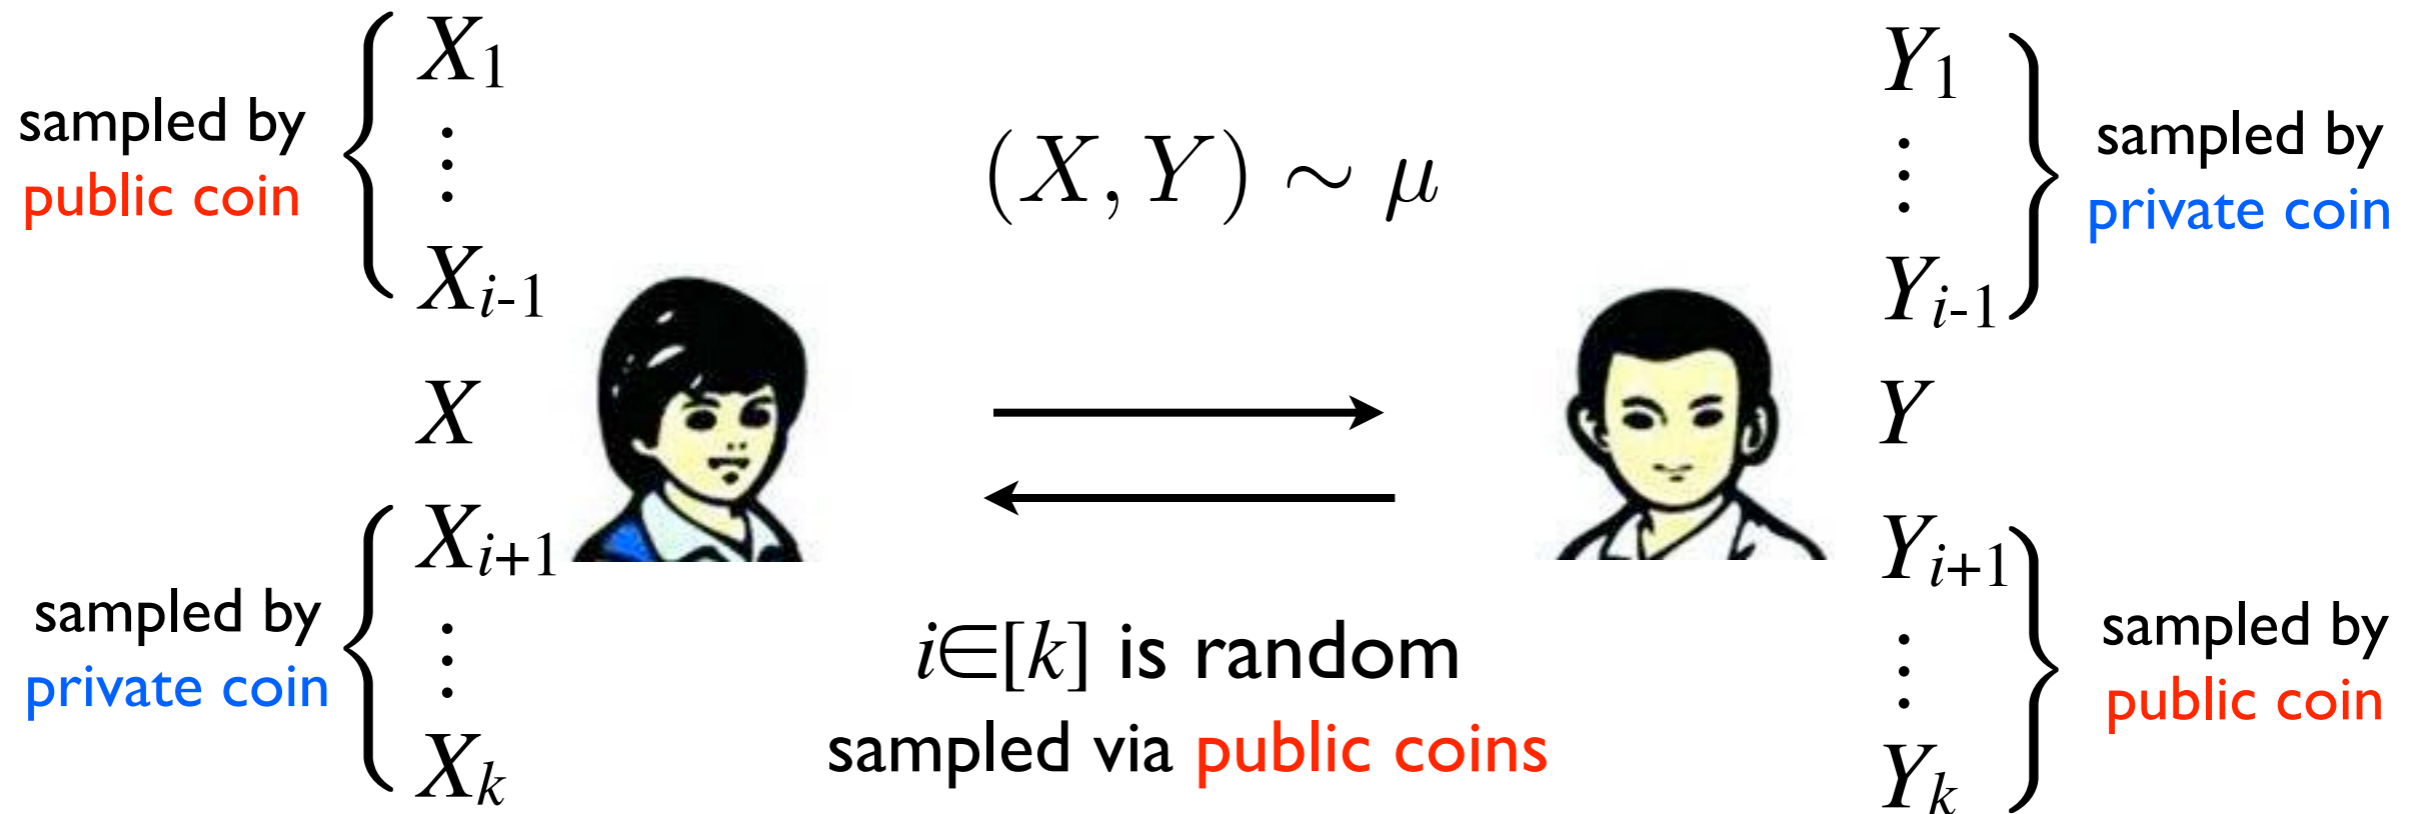 sampled by
public coin
X₁
⋮
Xᵢ₋₁
X
sampled by
private coin
Xᵢ₊₁
⋮
Xₖ
(X, Y) ∼ μ
i∈[k] is random
sampled via public coins
Y₁
⋮
Yᵢ₋₁
sampled by
private coin
Y
Yᵢ₊₁
⋮
Yₖ
sampled by
public coin